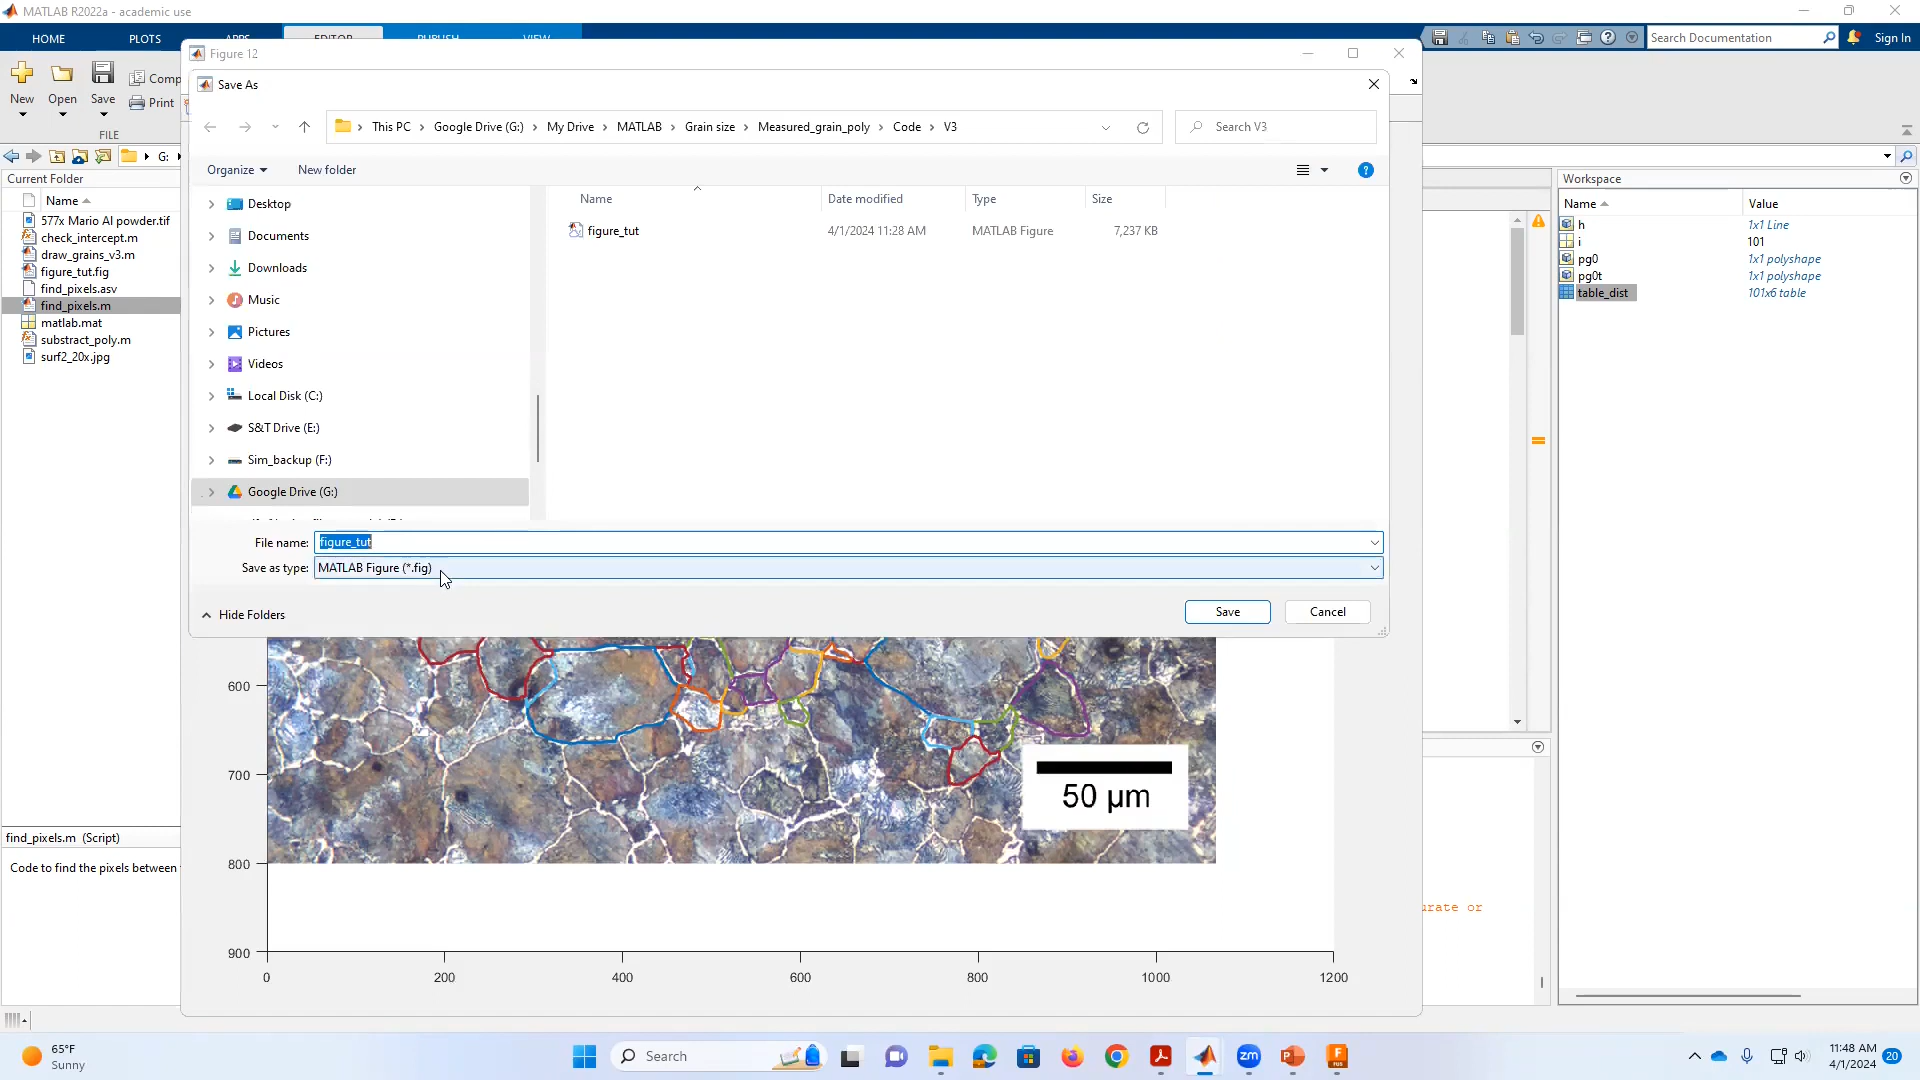 MATLAB R2022a - academic use
HOME
PLOTS
Search Documentation
Sign In
New
Open
Save
Print
FILE
G:
Current Folder
Name
577x Mario AI powder.tif
check_intercept.m
draw_grains_v3.m
figure_tut.fig
find_pixels.asv
find_pixels.m
matlab.mat
substract_poly.m
surf2_20x.jpg
find_pixels.m (Script)
Code to find the pixels between
Figure 12
Save As
This PC > Google Drive (G:) > My Drive > MATLAB > Grain size > Measured_grain_poly > Code > V3
Search V3
Organize
New folder
Desktop
Documents
Downloads
Music
Pictures
Videos
Local Disk (C:)
S&T Drive (E:)
Sim_backup (F:)
Google Drive (G:)
Name Date modified Type Size
figure_tut 4/1/2024 11:28 AM MATLAB Figure 7,237 KB
File name: figure_tut
Save as type: MATLAB Figure (*.fig)
Hide Folders
Save
Cancel
600
700
800
900
0 200 400 600 800 1000 1200
50 µm
Workspace
Name Value
h 1x1 Line
i 101
pg0 1x1 polyshape
pg0t 1x1 polyshape
table_dist 101x6 table
or
65°F
Sunny
Search
zm
11:48 AM
4/1/2024
20